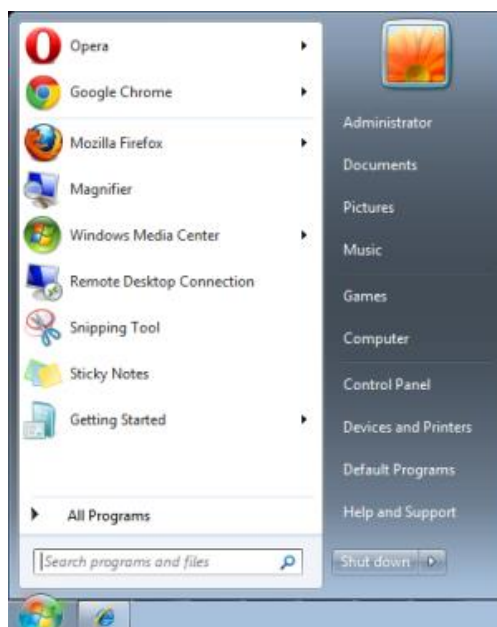 Opera
Google Chrome
Mozilla Firefox
Magnifier
Windows Media Center
Remote Desktop Connection
Snipping Tool
Sticky Notes
Getting Started
All Programs
Search programs and files
Administrator
Documents
Pictures
Music
Games
Computer
Control Panel
Devices and Printers
Default Programs
Help and Support
Shut down